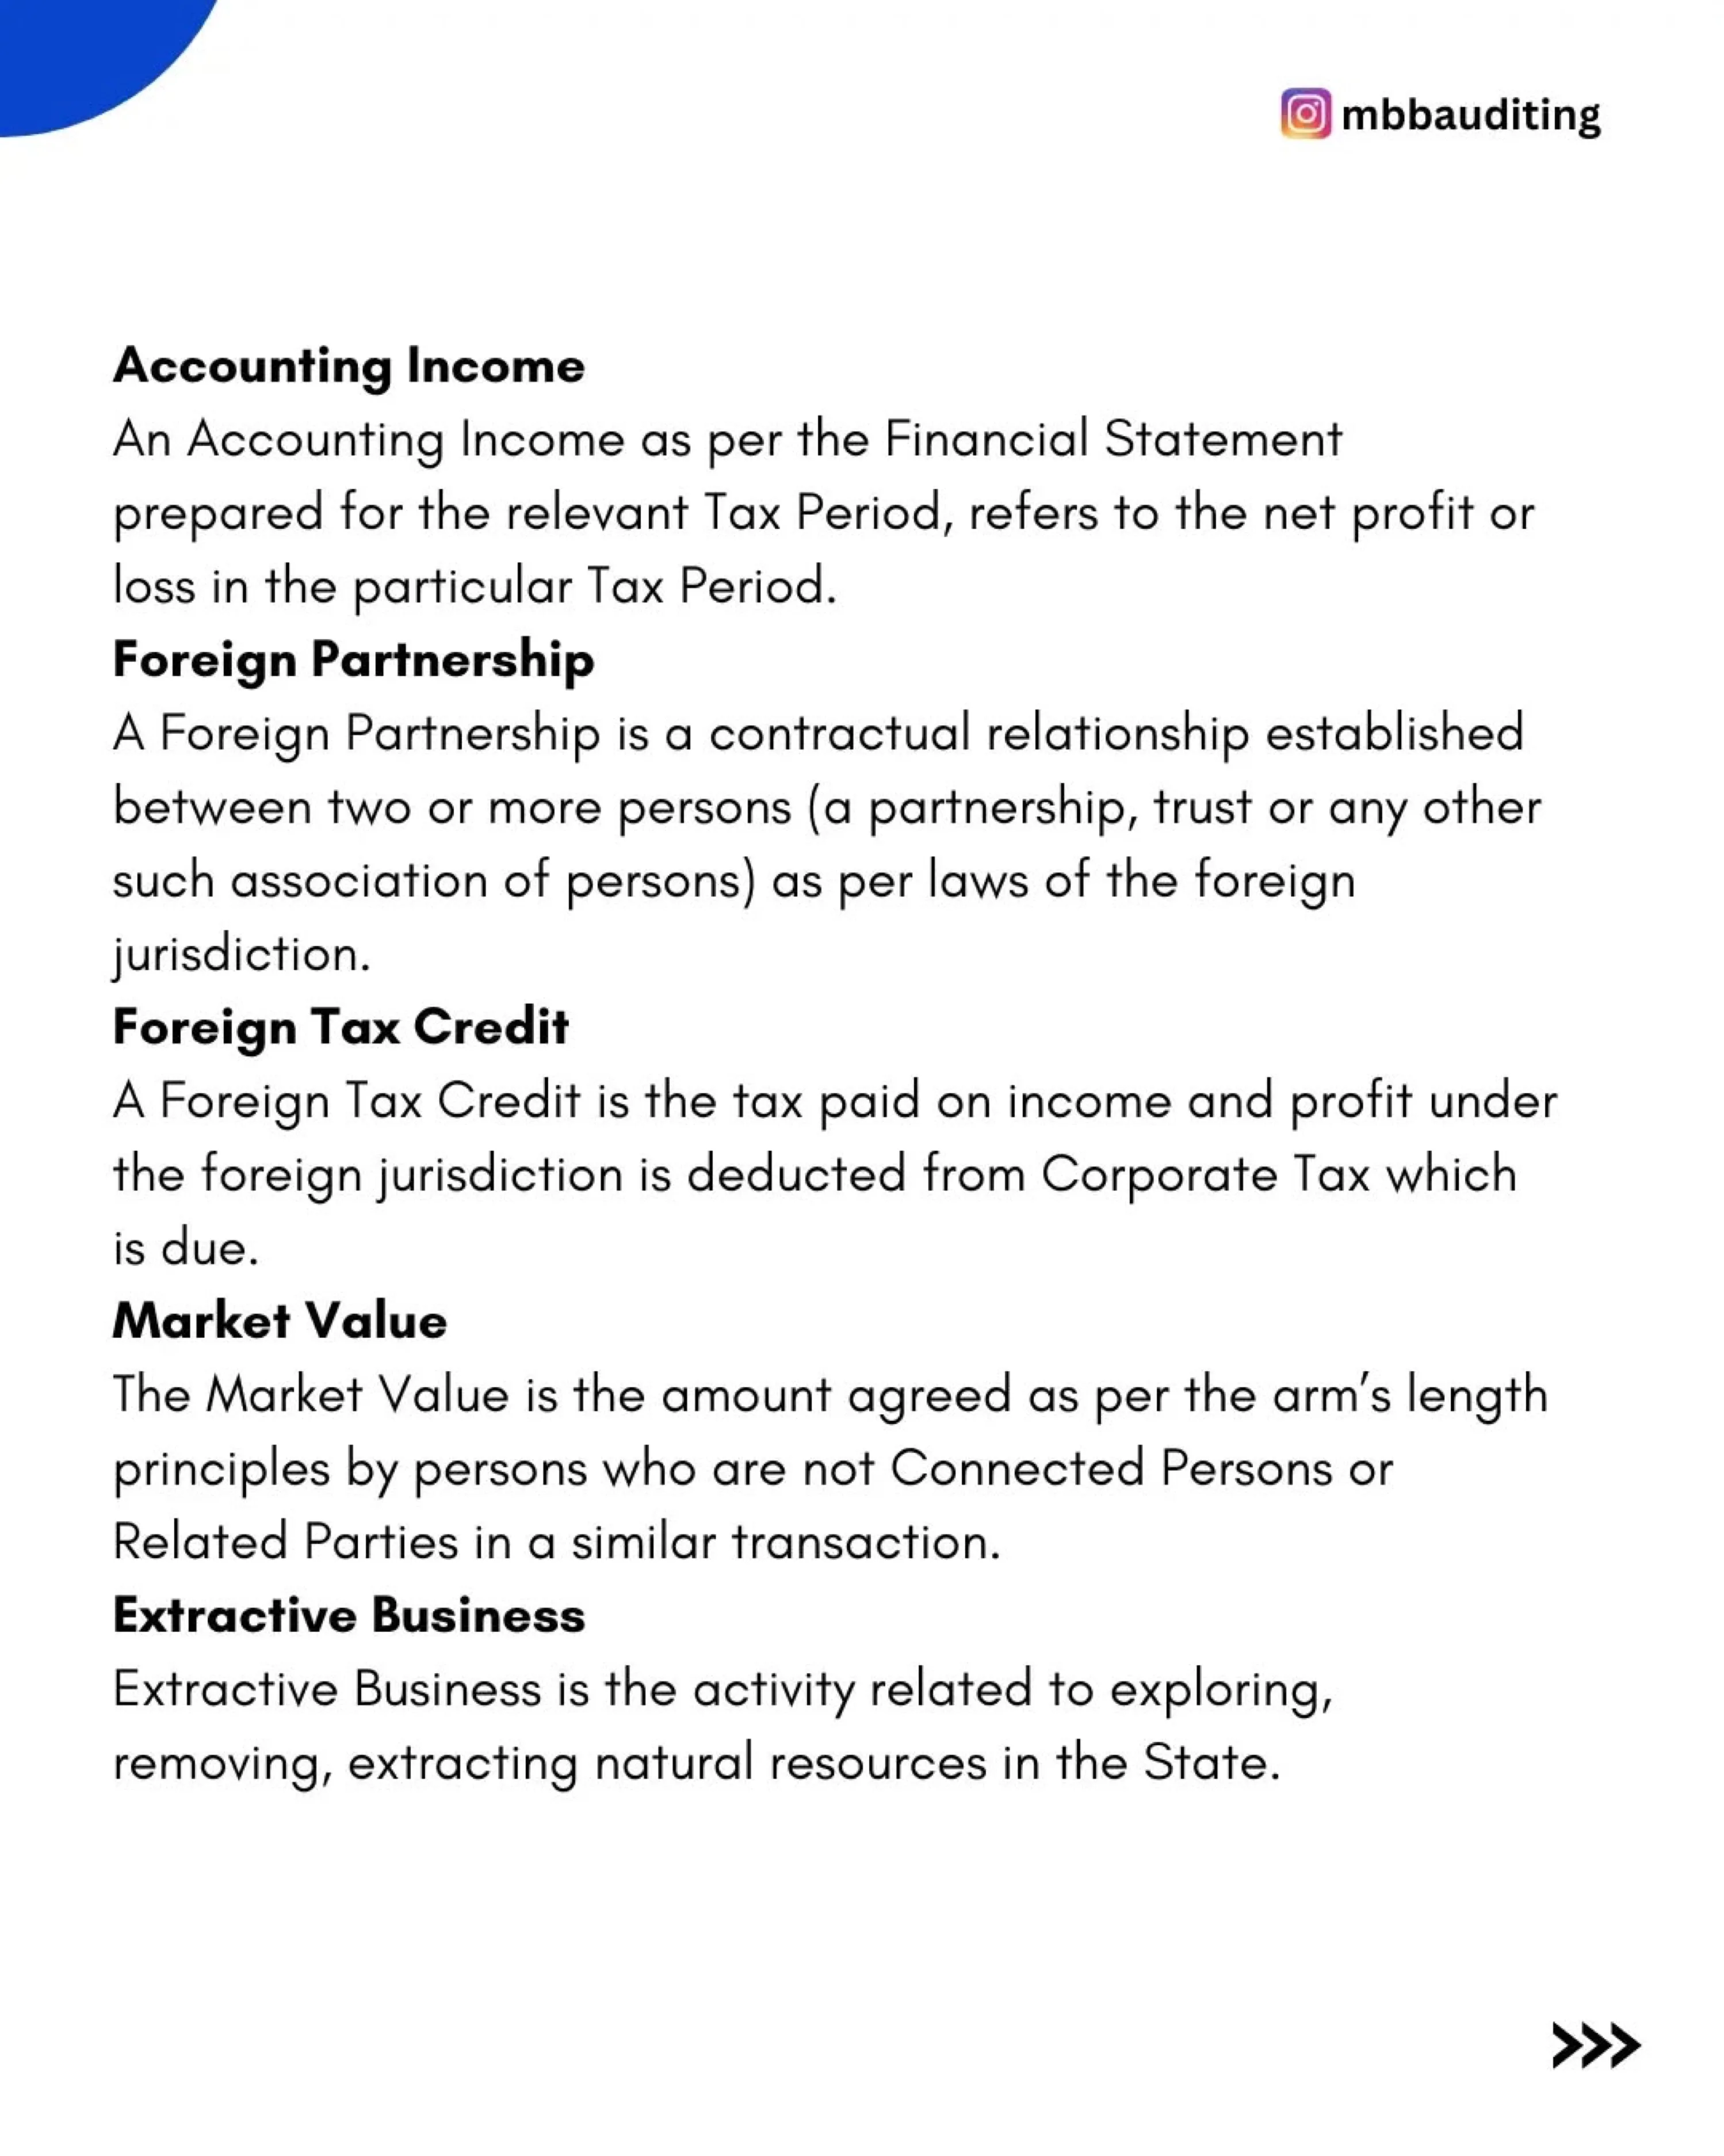 mbbauditing
Accounting Income
An Accounting Income as per the Financial Statement
prepared for the relevant Tax Period, refers to the net profit or
loss in the particular Tax Period.
Foreign Partnership
A Foreign Partnership is a contractual relationship established
between two or more persons (a partnership, trust or any other
such association of persons) as per laws of the foreign
jurisdiction.
Foreign Tax Credit
A Foreign Tax Credit is the tax paid on income and profit under
the foreign jurisdiction is deducted from Corporate Tax which
is due.
Market Value
The Market Value is the amount agreed as per the arm’s length
principles by persons who are not Connected Persons or
Related Parties in a similar transaction.
Extractive Business
Extractive Business is the activity related to exploring,
removing, extracting natural resources in the State.